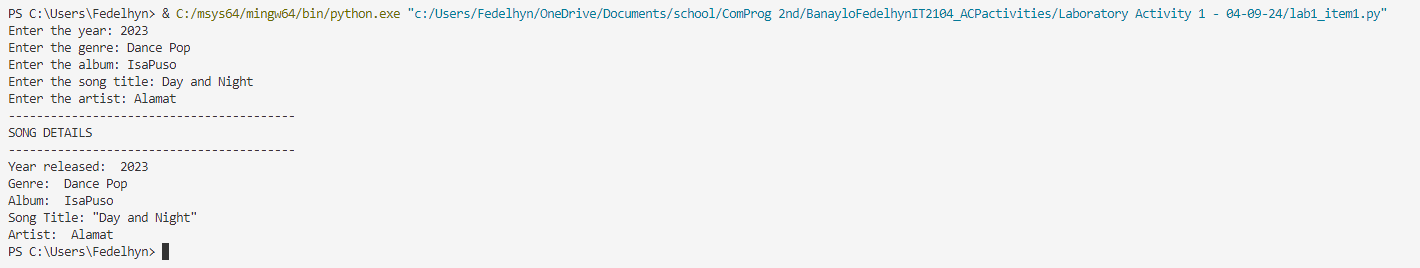 PS C:\Users\Fedelhyn> & C:/msys64/mingw64/bin/python.exe "c:/Users/Fedelhyn/OneDrive/Documents/school/ComProg 2nd/BanayloFedelhynIT2104_ACPactivities/Laboratory Activity 1 - 04-09-24/lab1_item1.py"
Enter the year: 2023
Enter the genre: Dance Pop
Enter the album: IsaPuso
Enter the song title: Day and Night
Enter the artist: Alamat
-----------------------------------------
SONG DETAILS
-----------------------------------------
Year released:  2023
Genre:  Dance Pop
Album:  IsaPuso
Song Title: "Day and Night"
Artist:  Alamat
PS C:\Users\Fedelhyn>